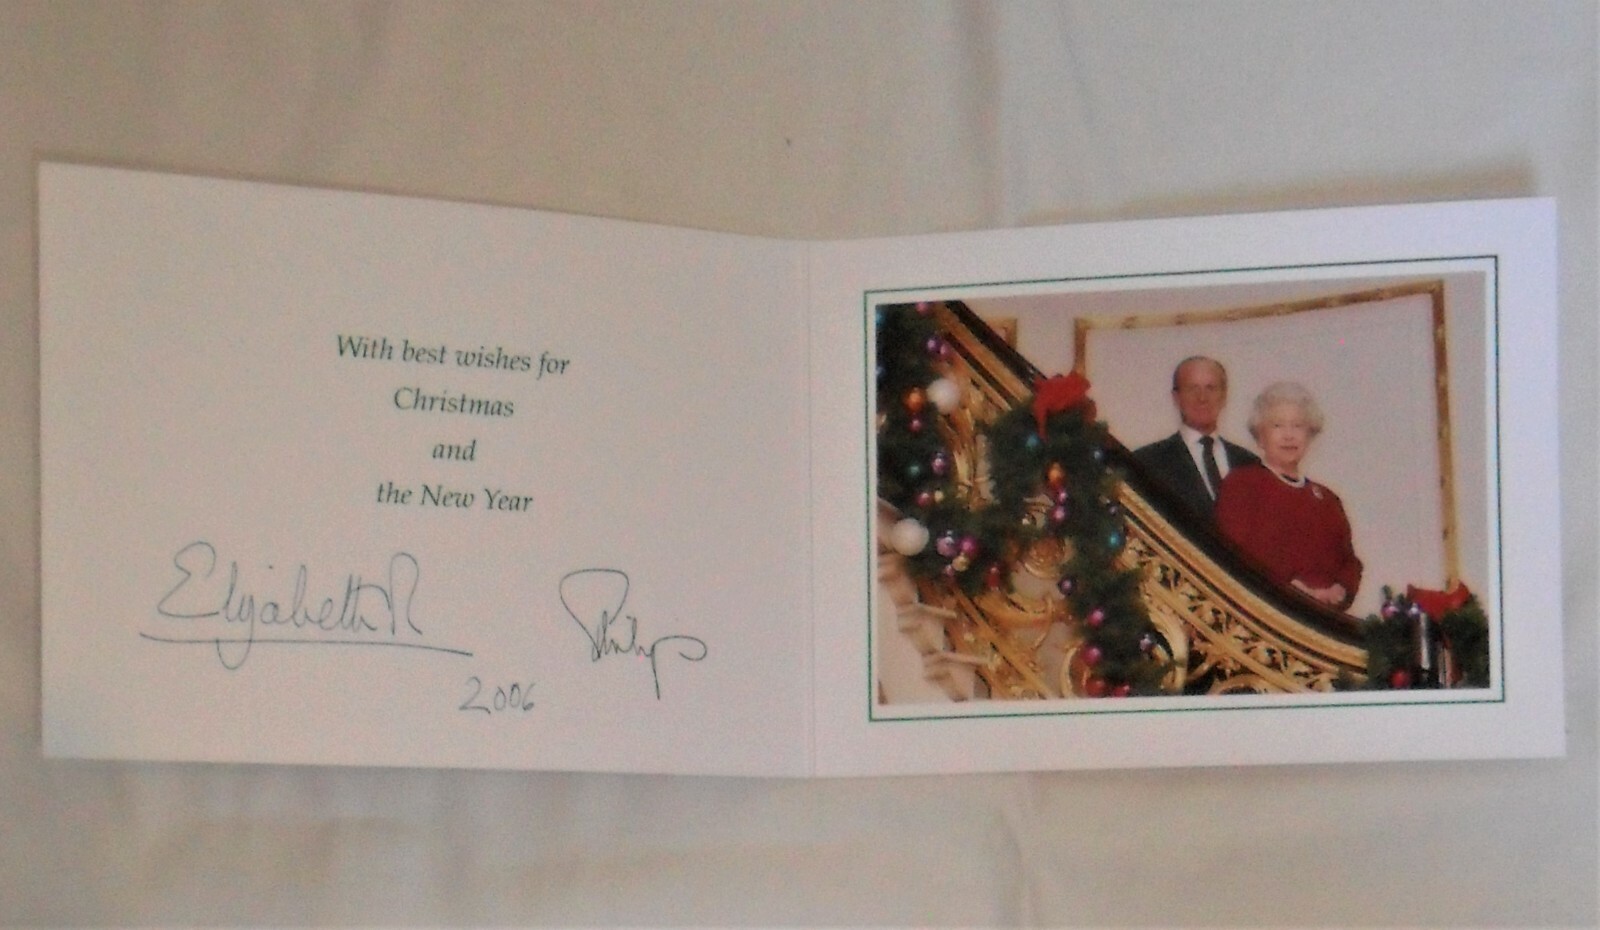 With best wishes for
Christmas
and
the New Year
Elizabeth R
Philip
2006